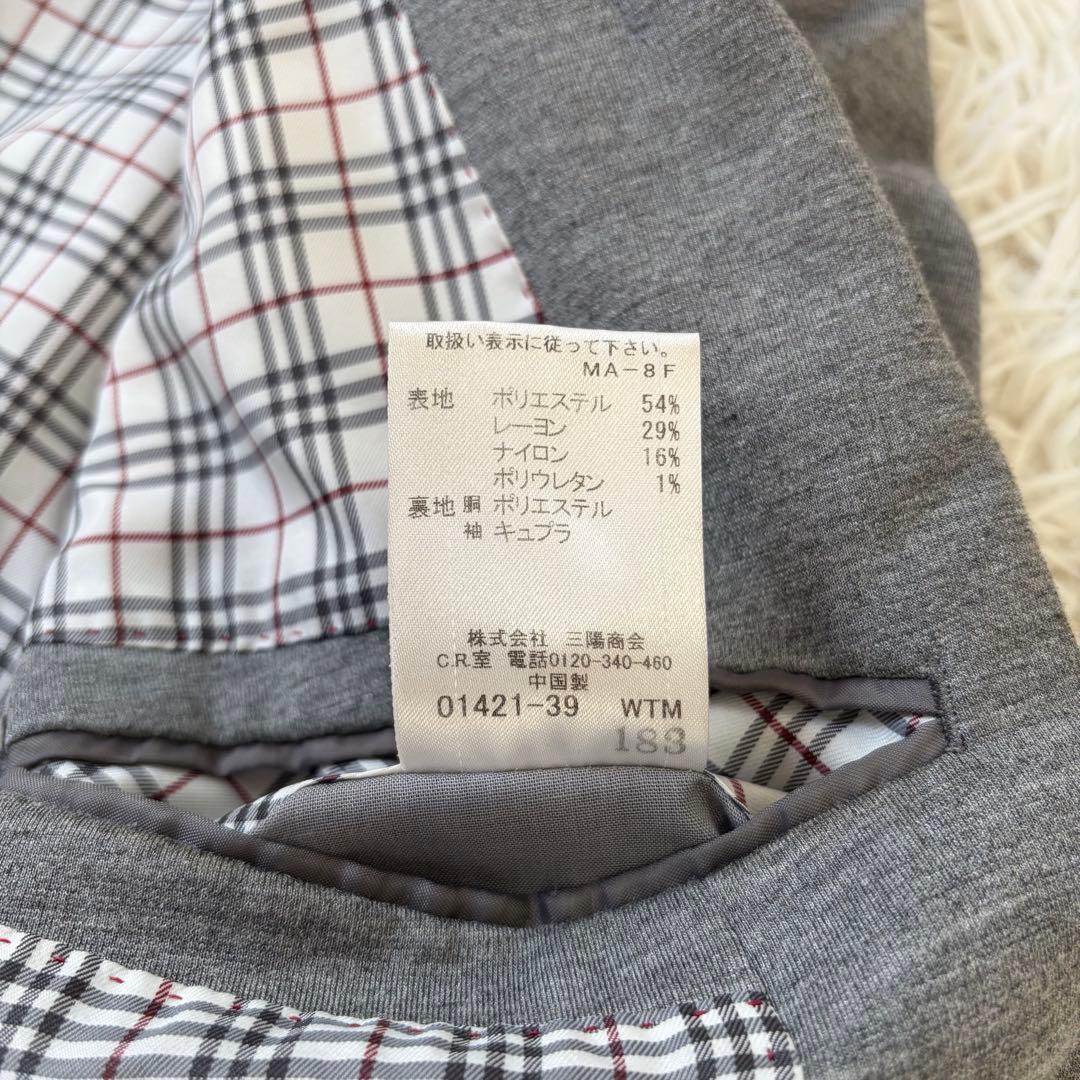 取扱い表示に従って下さい。
MA-8F
表地 ポリエステル 54%
レーヨン 29%
ナイロン 16%
ポリウレタン 1%
裏地 胴 ポリエステル
袖 キュプラ
株式会社 三陽商会
C.R.室 電話0120-340-460
中国製
01421-39 WTM
183